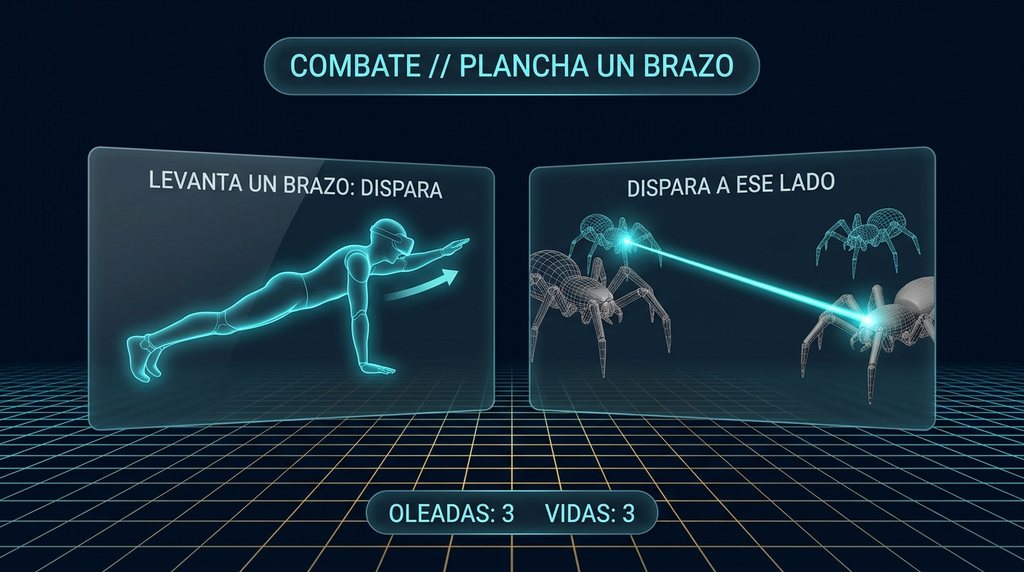 COMBATE // PLANCHA UN BRAZO
LEVANTA UN BRAZO: DISPARA
DISPARA A ESE LADO
OLEADAS: 3 VIDAS: 3